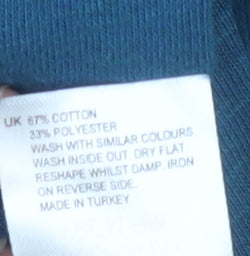 UK 67% COTTON
33% POLYESTER
WASH WITH SIMILAR COLOURS.
WASH INSIDE OUT. DRY FLAT.
RESHAPE WHILST DAMP. IRON
ON REVERSE SIDE.
MADE IN TURKEY